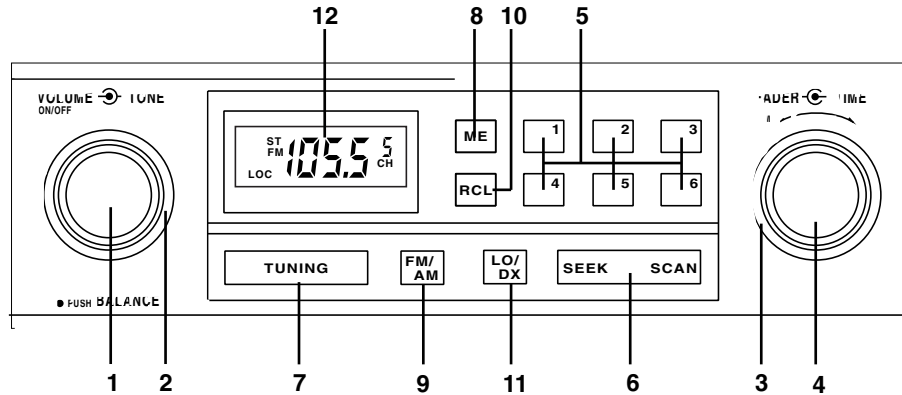 12 8 10 5
VOLUME TONE
ON/OFF
ST
FM 105.5 5
CH
LOC
ME
RCL
1 2 3
4 5 6
TUNING
FM/
AM
LO/
DX
SEEK SCAN
PUSH BALANCE
1 2 7 9 11 6 3 4